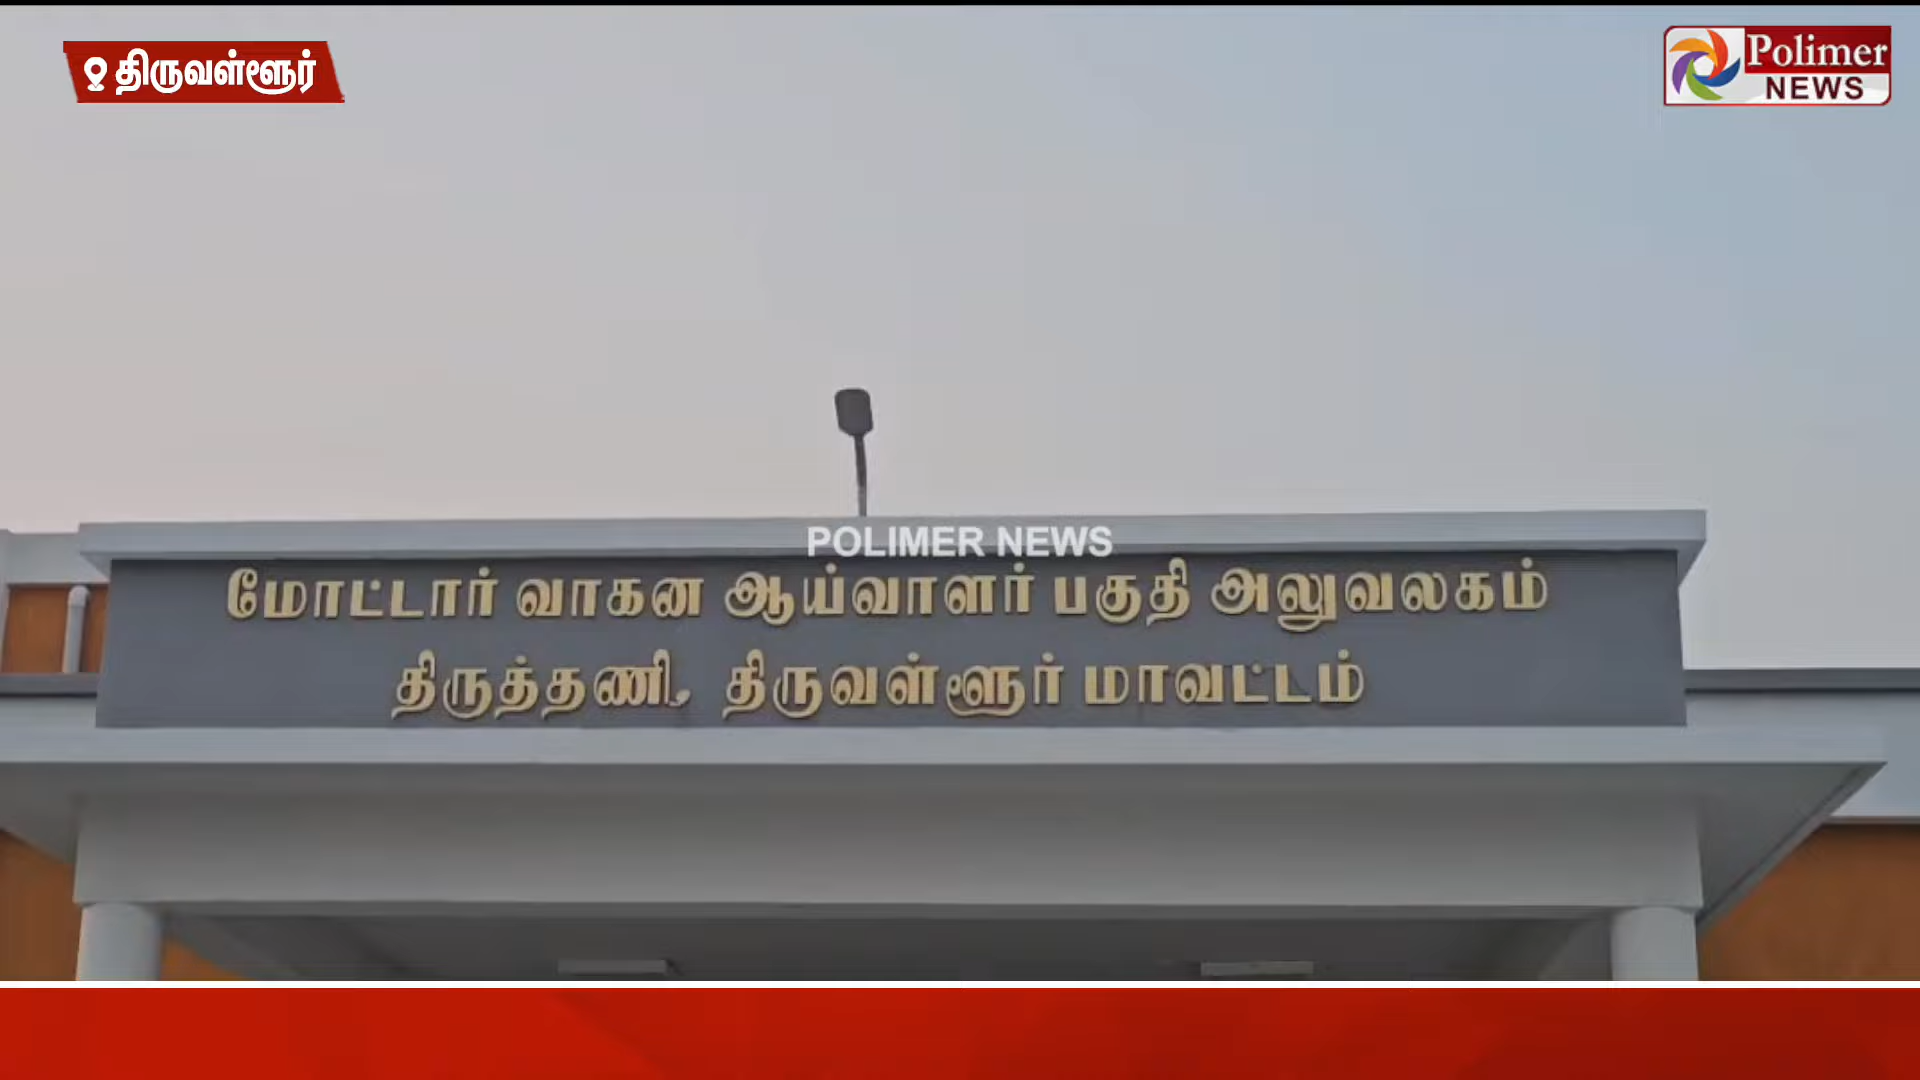 திருவள்ளூர்
Polimer
NEWS
POLIMER NEWS
மோட்டார் வாகன ஆய்வாளர் பகுதி அலுவலகம்
திருத்தணி, திருவள்ளூர் மாவட்டம்